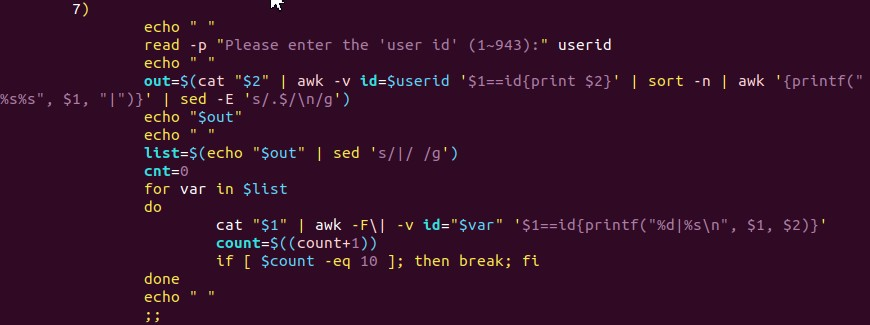 7)
echo " "
read -p "Please enter the 'user id' (1~943):" userid
echo " "
out=$(cat "$2" | awk -v id=$userid '$1==id{print $2}' | sort -n | awk '{printf("
%s%s", $1, "|")}' | sed -E 's/.$/\n/g')
echo "$out"
echo " "
list=$(echo "$out" | sed 's/|/ /g')
cnt=0
for var in $list
do
cat "$1" | awk -F\| -v id="$var" '$1==id{printf("%d|%s\n", $1, $2)}'
count=$((count+1))
if [ $count -eq 10 ]; then break; fi
done
echo " "
;;